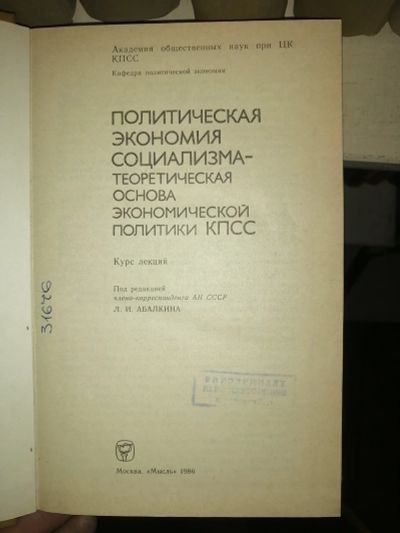 Академия общественных наук при ЦК
КПСС
Кафедра политической экономии
ПОЛИТИЧЕСКАЯ
ЭКОНОМИЯ
СОЦИАЛИЗМА-
ТЕОРЕТИЧЕСКАЯ
ОСНОВА
ЭКОНОМИЧЕСКОЙ
ПОЛИТИКИ КПСС
Курс лекций
Под редакцией
члена-корреспондента АН СССР
Л. И. АБАЛКИНА
31676
Москва, «Мысль» 1986